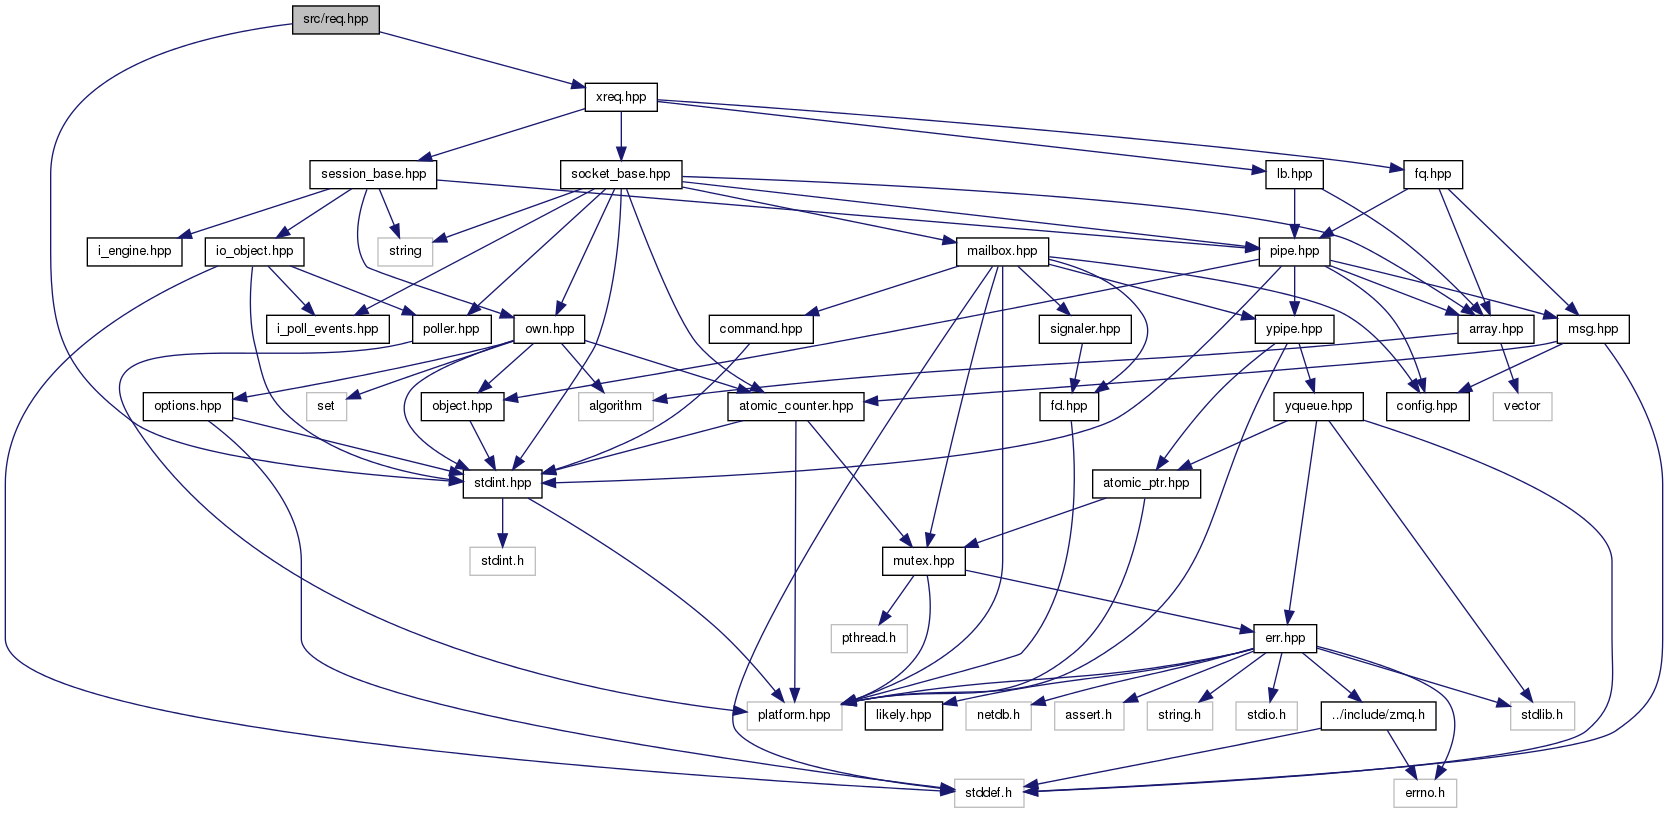 src/req.hpp
xreq.hpp
session_base.hpp
socket_base.hpp
lb.hpp
fq.hpp
i_engine.hpp
io_object.hpp
string
mailbox.hpp
pipe.hpp
i_poll_events.hpp
poller.hpp
own.hpp
command.hpp
signaler.hpp
ypipe.hpp
array.hpp
msg.hpp
options.hpp
set
object.hpp
algorithm
atomic_counter.hpp
fd.hpp
yqueue.hpp
config.hpp
vector
stdint.hpp
atomic_ptr.hpp
stdint.h
mutex.hpp
pthread.h
err.hpp
platform.hpp
likely.hpp
netdb.h
assert.h
string.h
stdio.h
../include/zmq.h
stdlib.h
stddef.h
errno.h